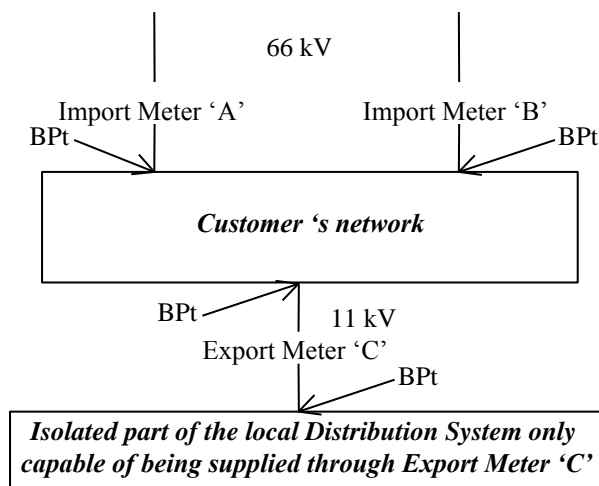 66 kV
Import Meter ‘A’
Import Meter ‘B’
BPt
BPt
Customer ‘s network
BPt
11 kV
Export Meter ‘C’
BPt
Isolated part of the local Distribution System only
capable of being supplied through Export Meter ‘C’